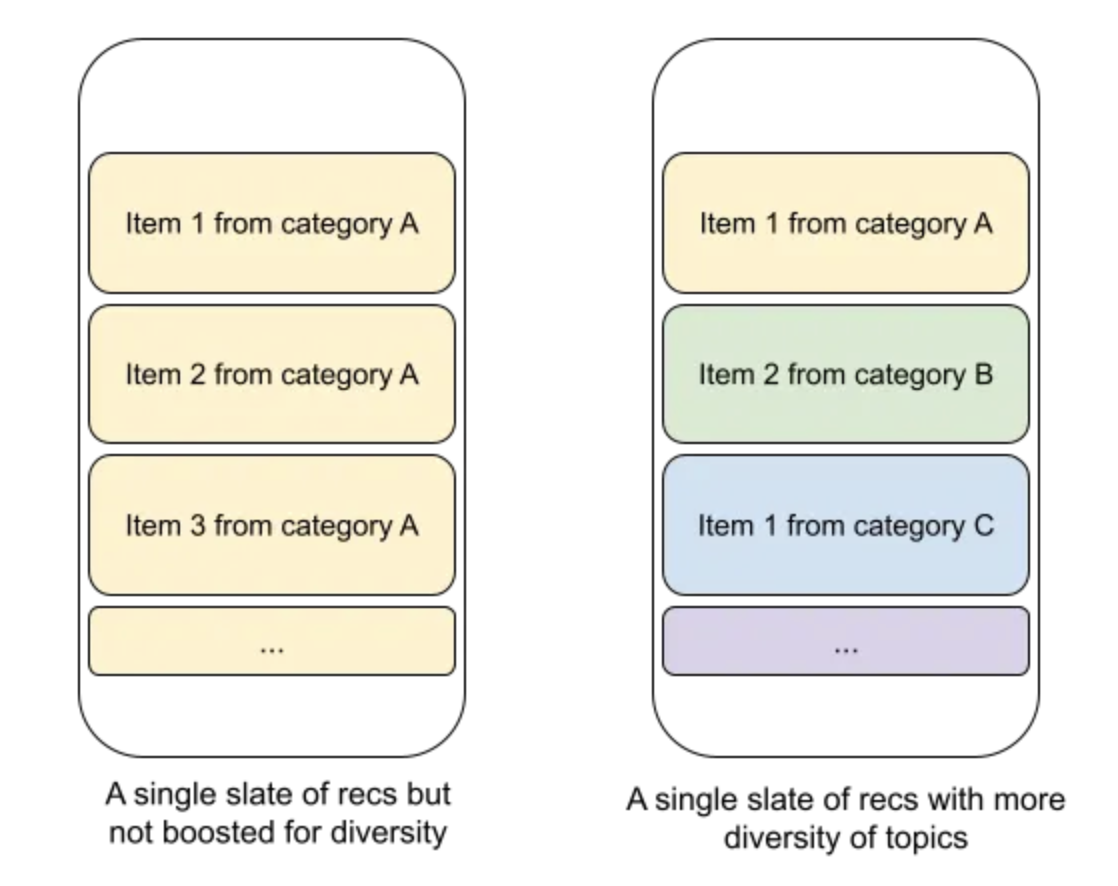 Item 1 from category A
Item 2 from category A
Item 3 from category A
...
A single slate of recs but
not boosted for diversity
Item 1 from category A
Item 2 from category B
Item 1 from category C
...
A single slate of recs with more
diversity of topics